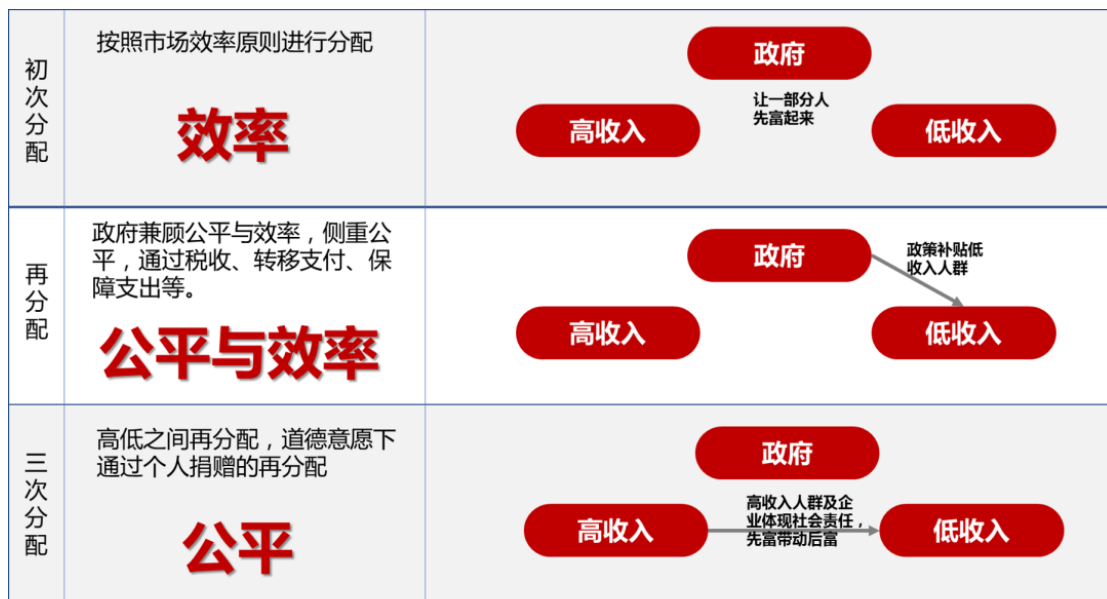 初次分配
按照市场效率原则进行分配
效率
政府
让一部分人
先富起来
高收入
低收入
再分配
政府兼顾公平与效率，侧重公
平，通过税收、转移支付、保
障支出等。
公平与效率
政府
政策补贴低
收入人群
高收入
低收入
三次分配
高低之间再分配，道德意愿下
通过个人捐赠的再分配
公平
政府
高收入
高收入人群及企
业体现社会责任，
先富带动后富
低收入